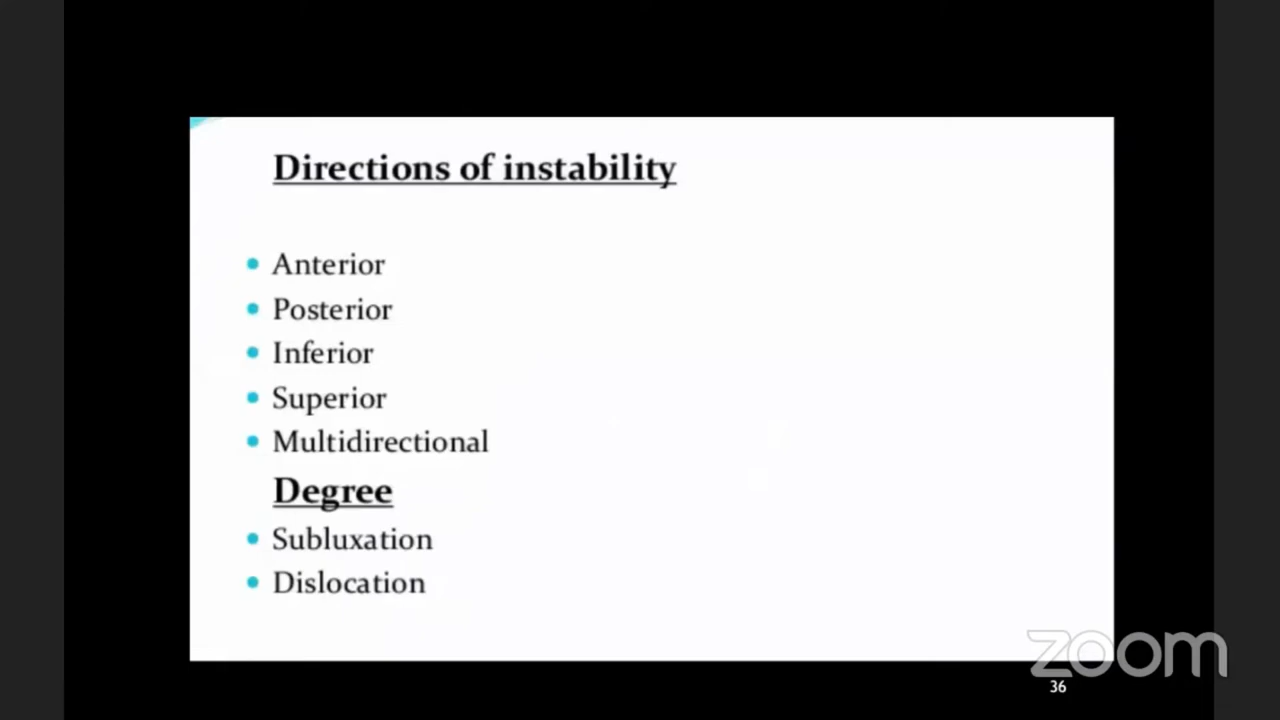 Directions of instability
Anterior
Posterior
Inferior
Superior
Multidirectional
Degree
Subluxation
Dislocation
zoom
36